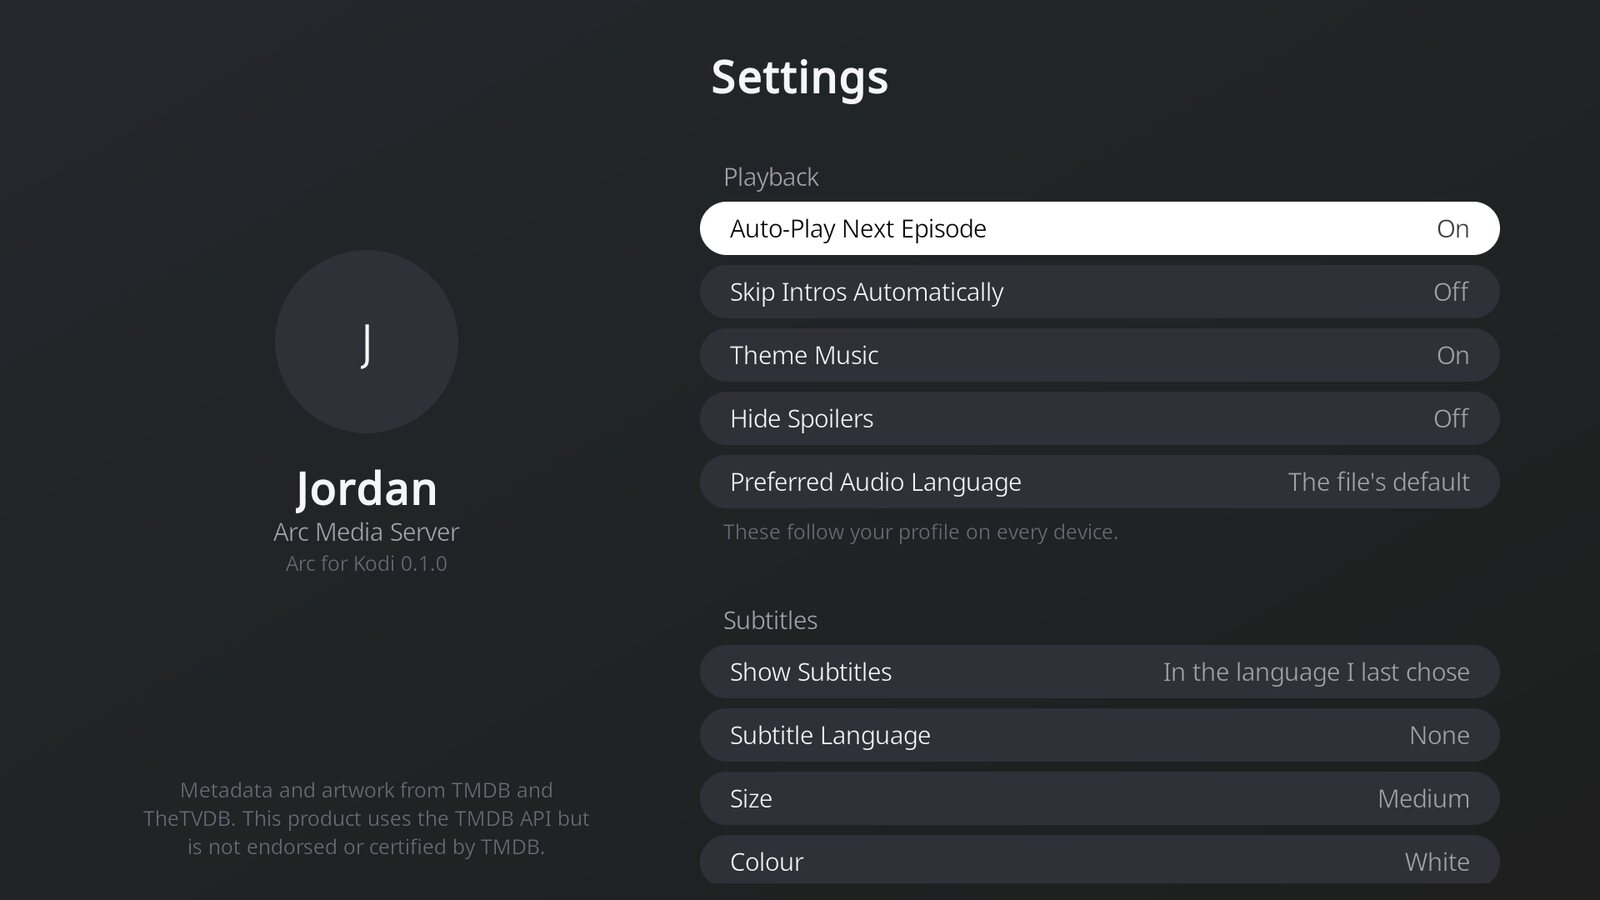 Settings
J
Jordan
Arc Media Server
Arc for Kodi 0.1.0
Metadata and artwork from TMDB and
TheTVDB. This product uses the TMDB API but
is not endorsed or certified by TMDB.
Playback
Auto-Play Next Episode On
Skip Intros Automatically Off
Theme Music On
Hide Spoilers Off
Preferred Audio Language The file's default
These follow your profile on every device.
Subtitles
Show Subtitles In the language I last chose
Subtitle Language None
Size Medium
Colour White